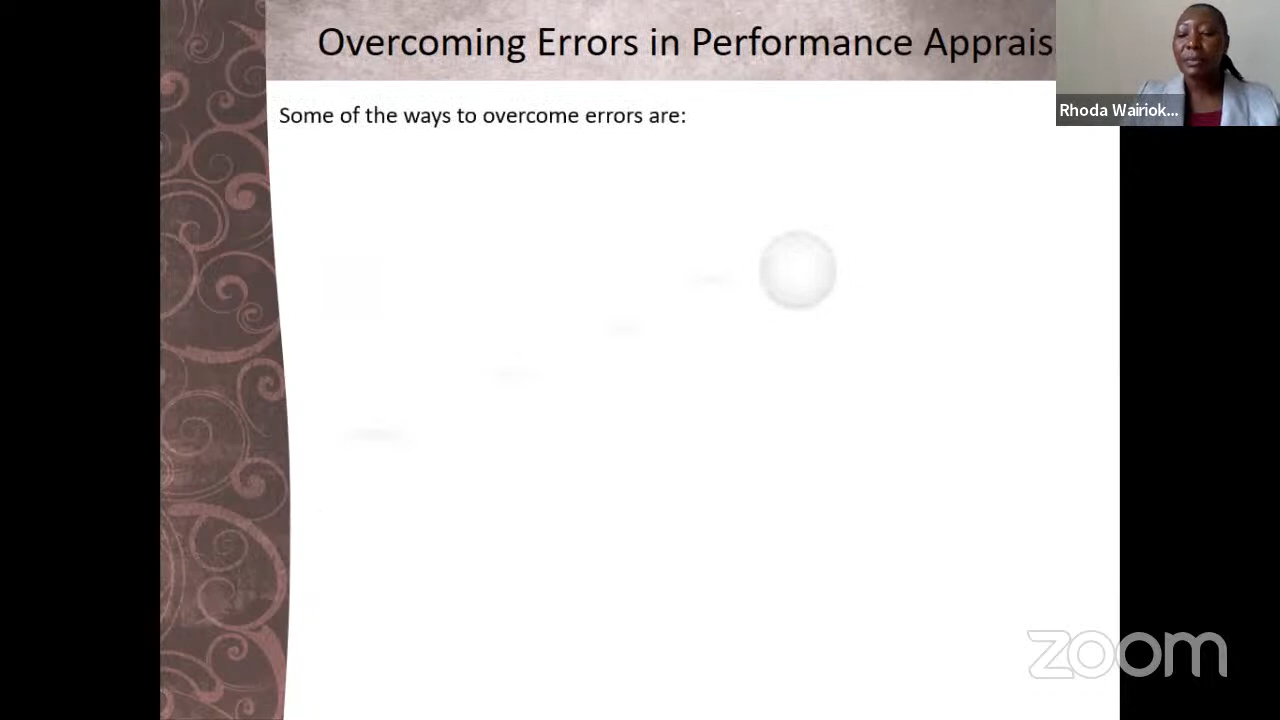 Overcoming Errors in Performance Apprais
Rhoda Wairiok...
Some of the ways to overcome errors are:
zoom